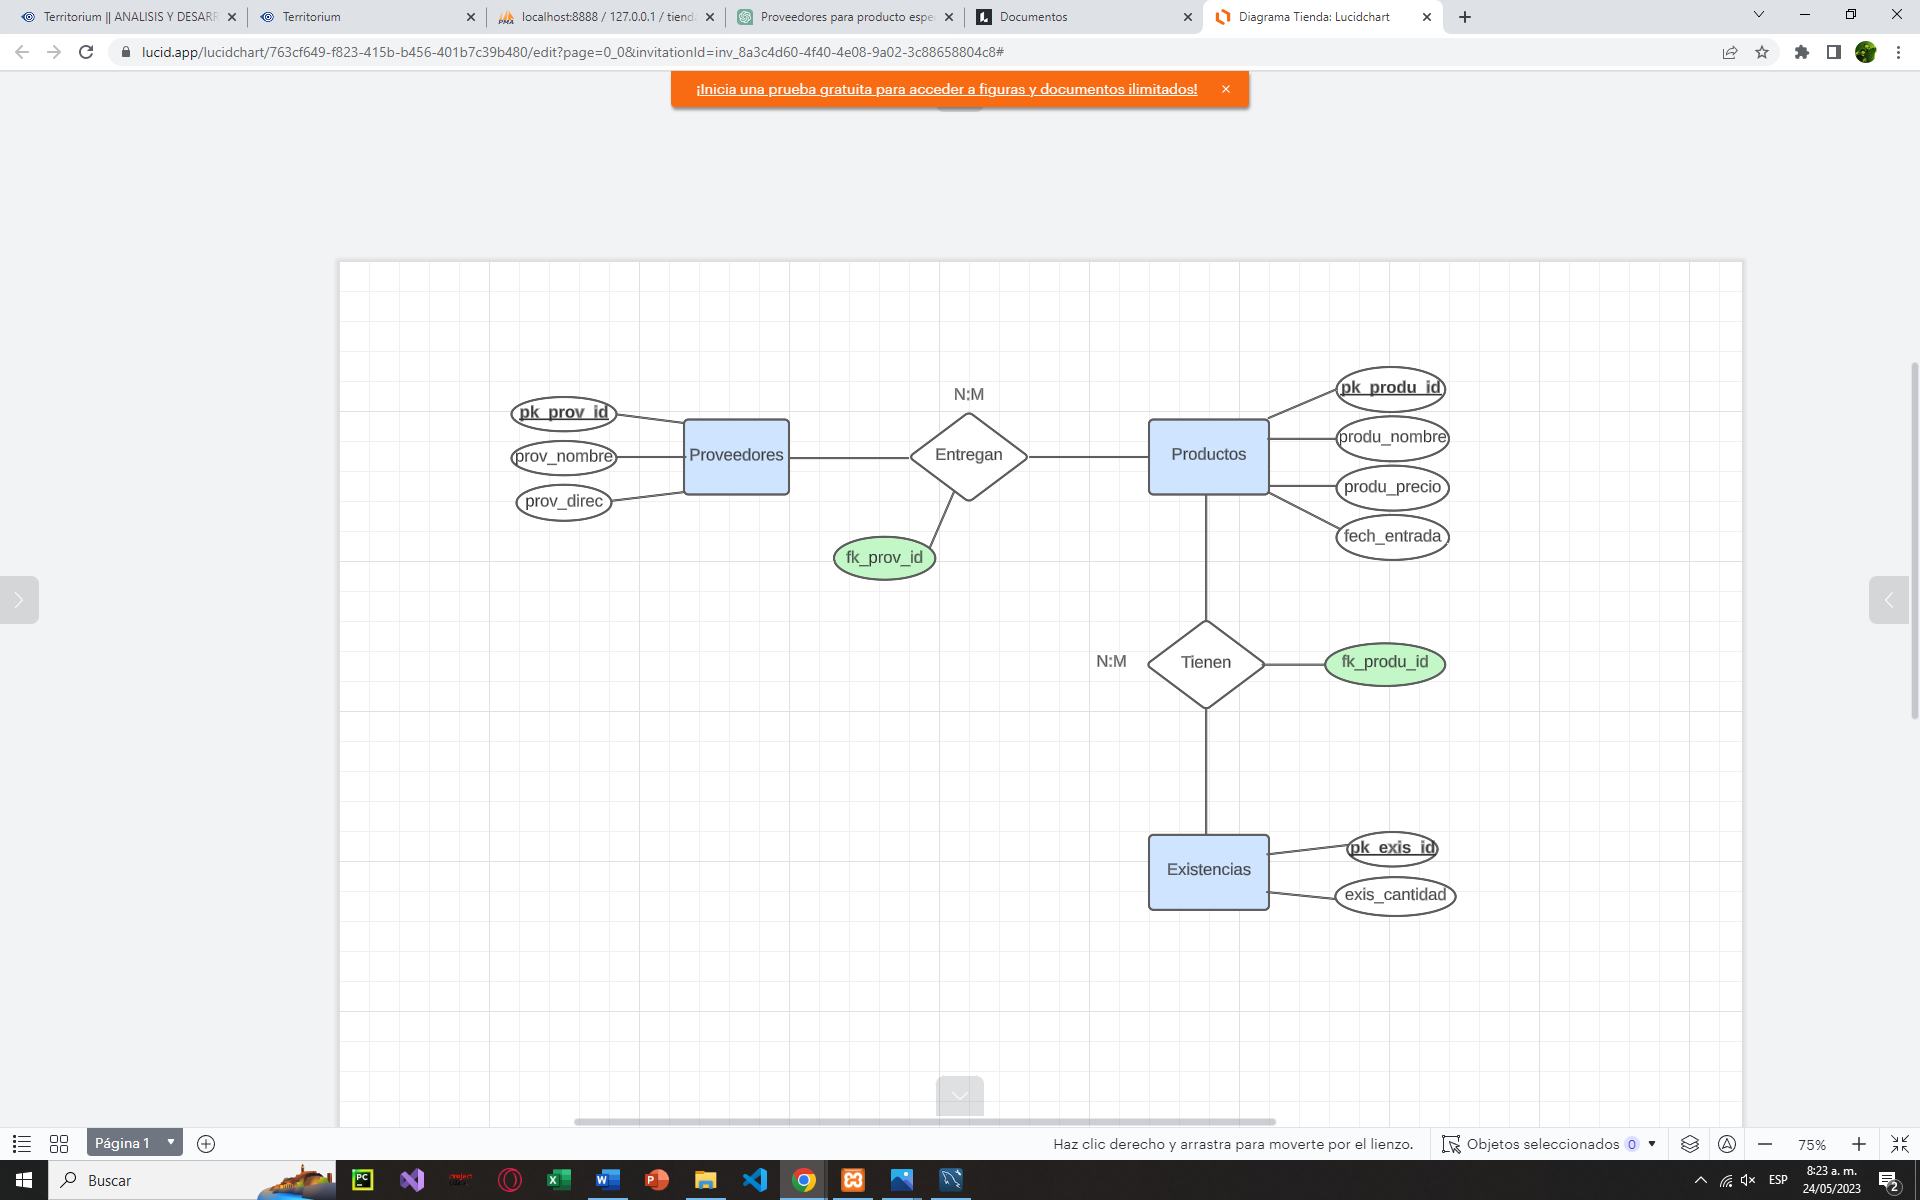 Territorium || ANALISIS Y DESARR
Territorium
localhost:8888 / 127.0.0.1 / tienda
Proveedores para producto espe
Documentos
Diagrama Tienda: Lucidchart
lucid.app/lucidchart/763cf649-f823-415b-b456-401b7c39b480/edit?page=0_0&invitationId=inv_8a3c4d60-4f40-4e08-9a02-3c88658804c8#
¡Inicia una prueba gratuita para acceder a figuras y documentos ilimitados!
N:M
pk_prov_id
prov_nombre
prov_direc
Proveedores
Entregan
fk_prov_id
Productos
pk_produ_id
produ_nombre
produ_precio
fech_entrada
N:M
Tienen
fk_produ_id
Existencias
pk_exis_id
exis_cantidad
Página 1
Haz clic derecho y arrastra para moverte por el lienzo.
Objetos seleccionados 0
75%
Buscar
ESP
8:23 a. m.
24/05/2023
2